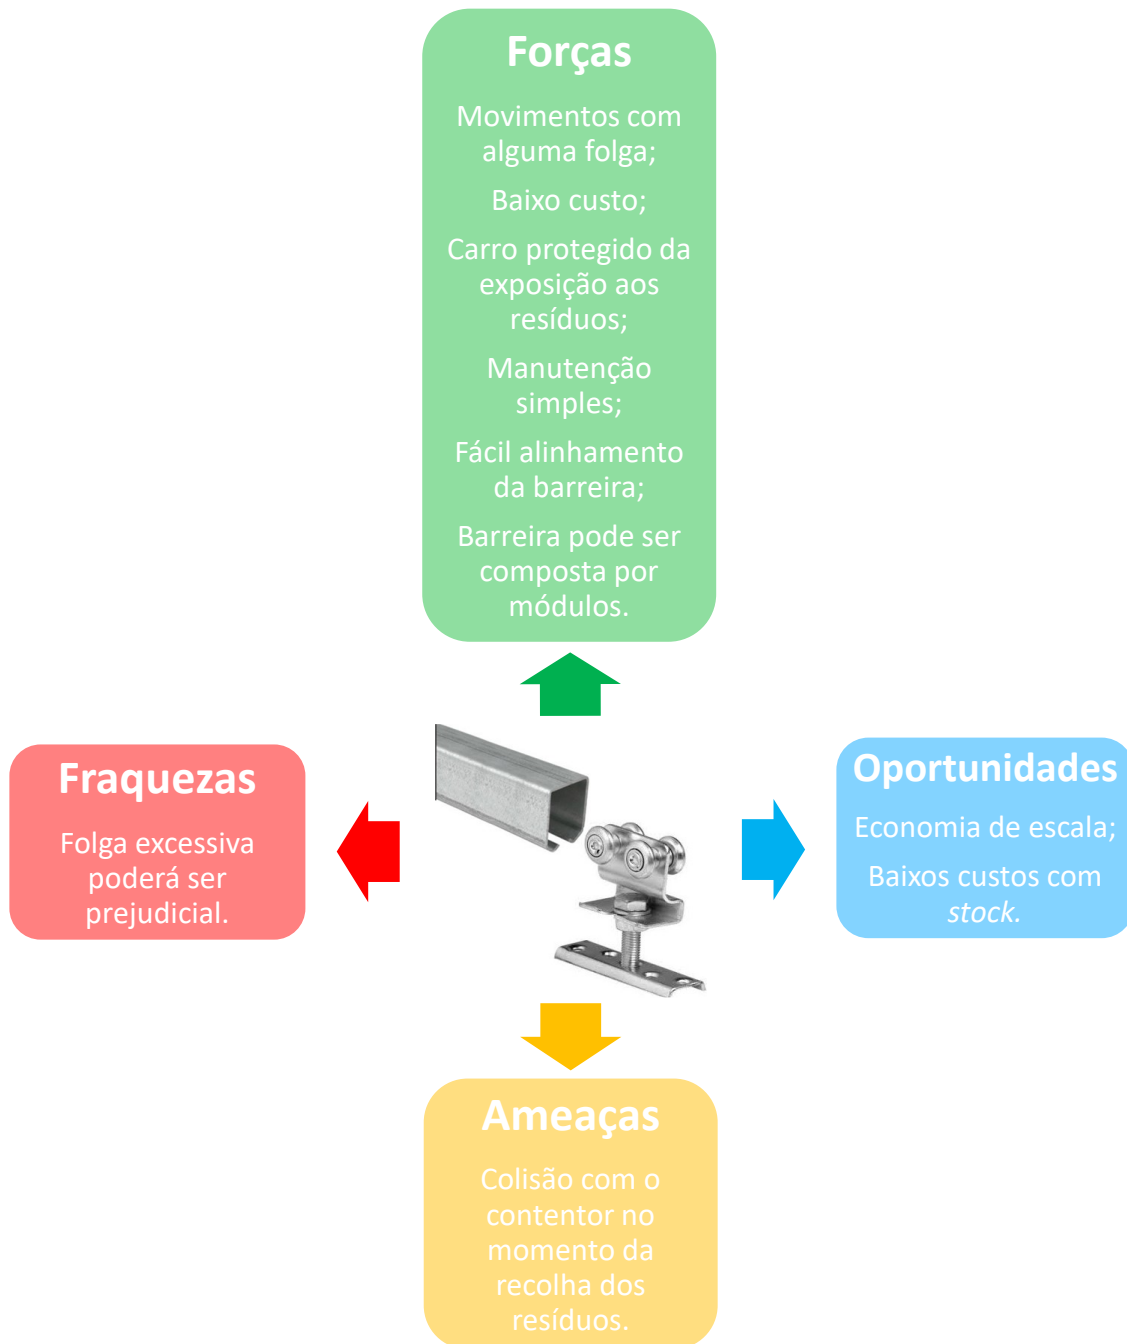 Forças
Movimentos com
alguma folga;
Baixo custo;
Carro protegido da
exposição aos
resíduos;
Manutenção
simples;
Fácil alinhamento
da barreira;
Barreira pode ser
composta por
módulos.
Fraquezas
Folga excessiva
poderá ser
prejudicial.
Oportunidades
Economia de escala;
Baixos custos com
stock.
Ameaças
Colisão com o
contentor no
momento da
recolha dos
resíduos.